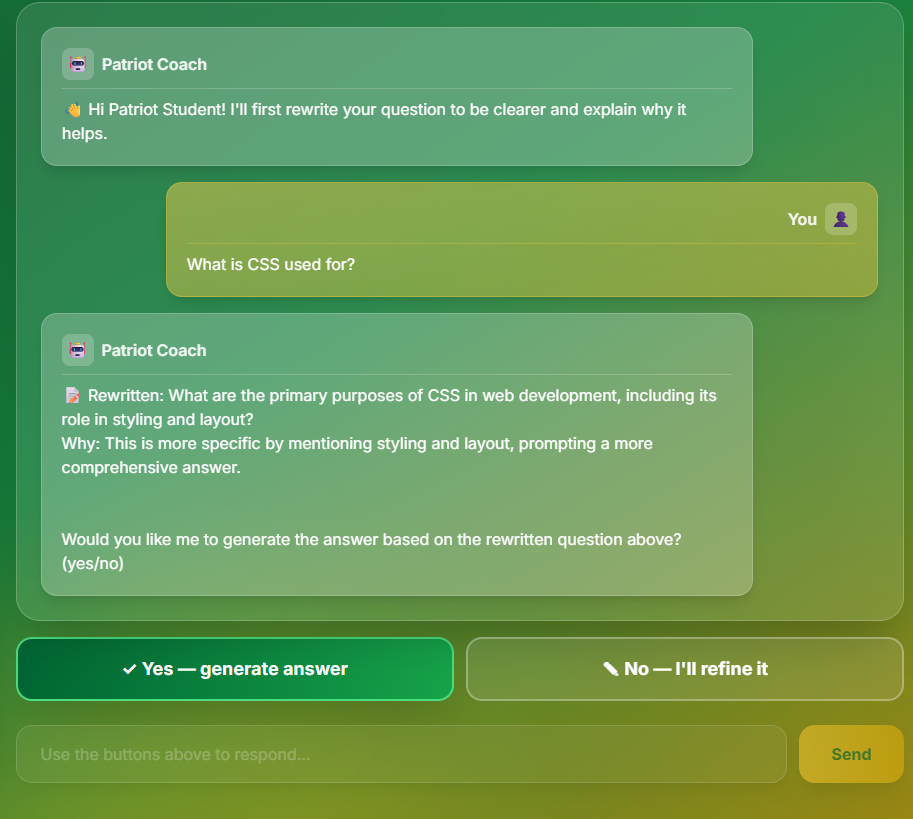 Patriot Coach
👋 Hi Patriot Student! I'll first rewrite your question to be clearer and explain why it
helps.
You
What is CSS used for?
Patriot Coach
📝 Rewritten: What are the primary purposes of CSS in web development, including its
role in styling and layout?
Why: This is more specific by mentioning styling and layout, prompting a more
comprehensive answer.
Would you like me to generate the answer based on the rewritten question above?
(yes/no)
✓ Yes — generate answer
✎ No — I'll refine it
Use the buttons above to respond...
Send